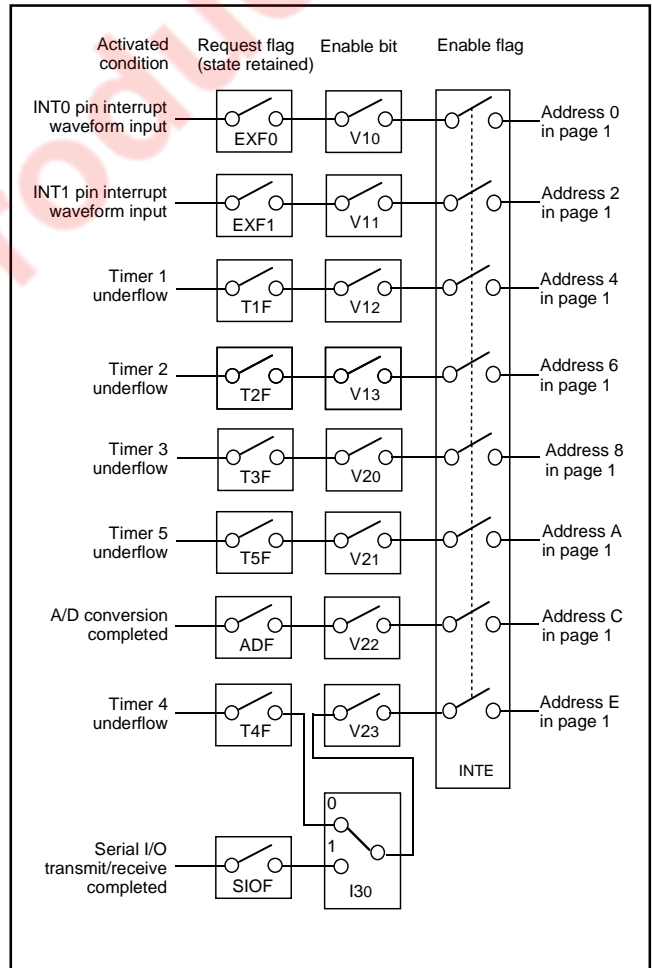 Activated condition
Request flag (state retained)
Enable bit
Enable flag
INT0 pin interrupt waveform input
EXF0
V10
Address 0 in page 1
INT1 pin interrupt waveform input
EXF1
V11
Address 2 in page 1
Timer 1 underflow
T1F
V12
Address 4 in page 1
Timer 2 underflow
T2F
V13
Address 6 in page 1
Timer 3 underflow
T3F
V20
Address 8 in page 1
Timer 5 underflow
T5F
V21
Address A in page 1
A/D conversion completed
ADF
V22
Address C in page 1
Timer 4 underflow
T4F
V23
Address E in page 1
INTE
0
1
Serial I/O transmit/receive completed
SIOF
I30